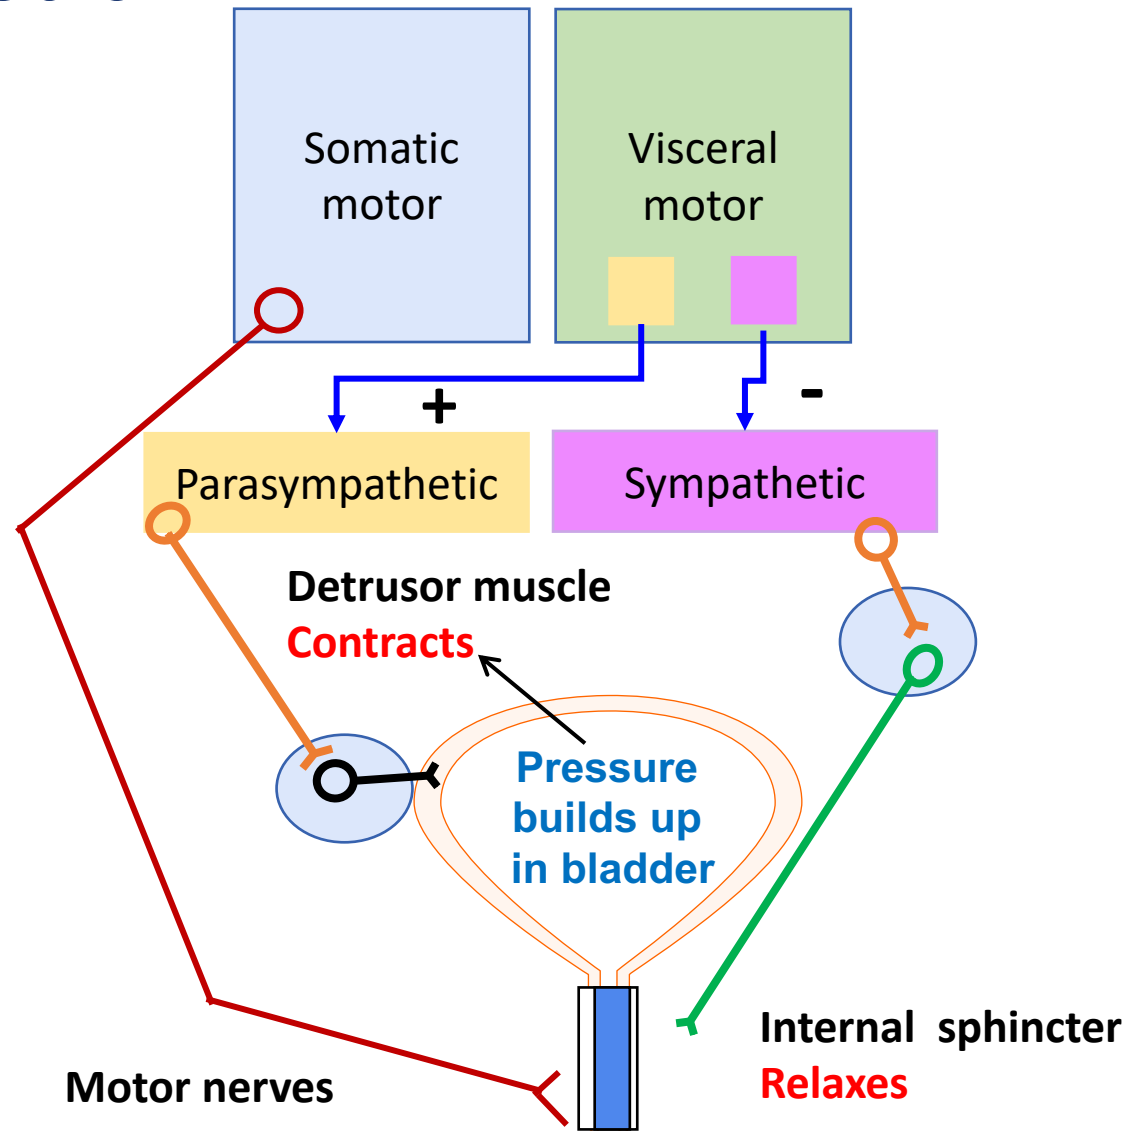 Somatic
motor
Visceral
motor
+
-
Parasympathetic
Sympathetic
Detrusor muscle
Contracts
Pressure
builds up
in bladder
Internal sphincter
Relaxes
Motor nerves